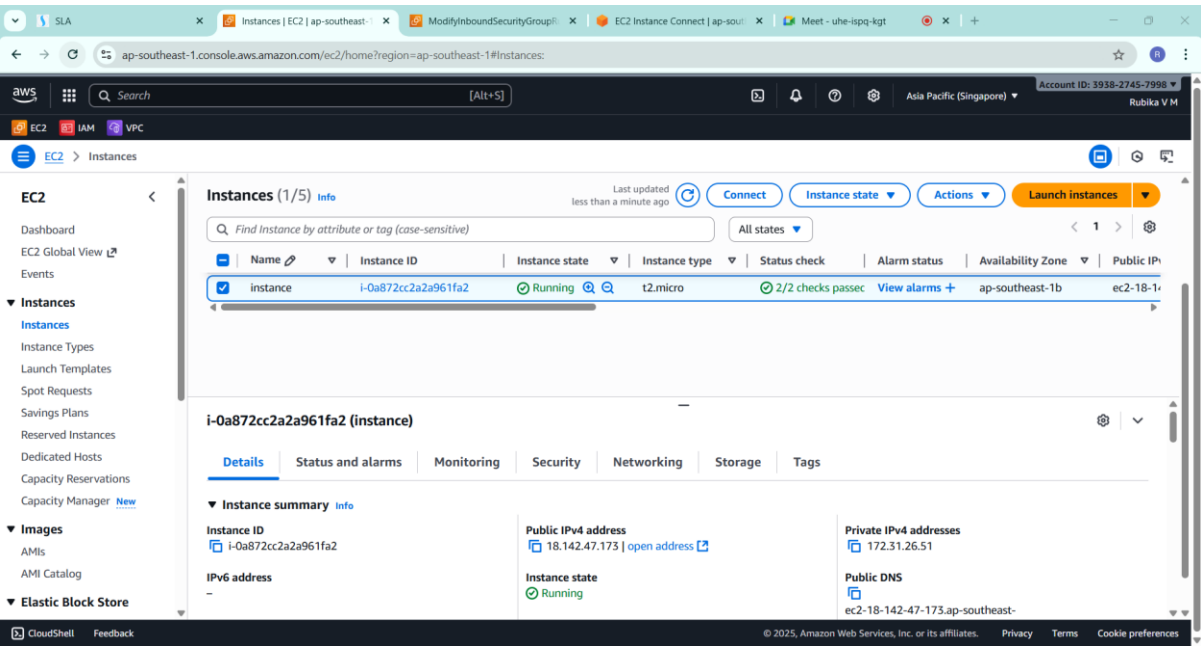 SLA
Instances | EC2 | ap-southeast-1
ModifyInboundSecurityGroupR
EC2 Instance Connect | ap-sout
Meet - uhe-ispq-kgt
ap-southeast-1.console.aws.amazon.com/ec2/home?region=ap-southeast-1#Instances:
R
aws
Search [Alt+S]
Asia Pacific (Singapore)
Account ID: 3938-2745-7998
Rubika V M
EC2 IAM VPC
EC2 > Instances
EC2
Dashboard
EC2 Global View
Events
Instances
Instances
Instance Types
Launch Templates
Spot Requests
Savings Plans
Reserved Instances
Dedicated Hosts
Capacity Reservations
Capacity Manager New
Images
AMIs
AMI Catalog
Elastic Block Store
Instances (1/5) Info
Last updated
less than a minute ago
Connect
Instance state
Actions
Launch instances
Find Instance by attribute or tag (case-sensitive)
All states
1
Name Instance ID Instance state Instance type Status check Alarm status Availability Zone Public IPv
instance i-0a872cc2a2a961fa2 Running t2.micro 2/2 checks passec View alarms + ap-southeast-1b ec2-18-14
i-0a872cc2a2a961fa2 (instance)
Details Status and alarms Monitoring Security Networking Storage Tags
Instance summary Info
Instance ID
i-0a872cc2a2a961fa2
Public IPv4 address
18.142.47.173 | open address
Private IPv4 addresses
172.31.26.51
IPv6 address
–
Instance state
Running
Public DNS
ec2-18-142-47-173.ap-southeast-
CloudShell Feedback
© 2025, Amazon Web Services, Inc. or its affiliates. Privacy Terms Cookie preferences